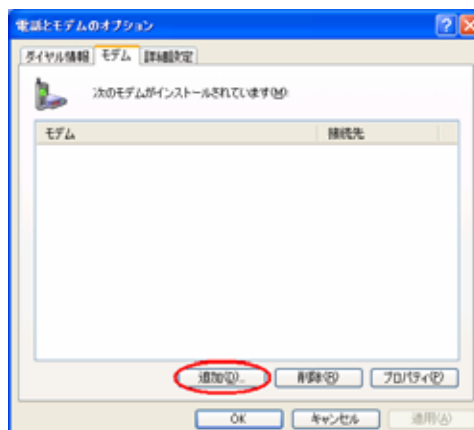 電話とモデムのオプション
ダイヤル情報 モデム 詳細設定
次のモデムがインストールされています(M):
モデム 接続先
追加(D)... 削除(R) プロパティ(P)
OK キャンセル 適用(A)